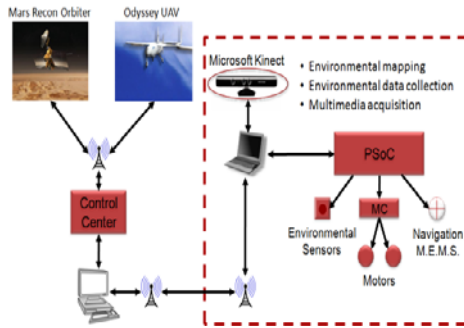 Mars Recon Orbiter
Odyssey UAV
Microsoft Kinect
• Environmental mapping
• Environmental data collection
• Multimedia acquisition
PSoC
Control
Center
MC
Environmental
Sensors
Navigation
M.E.M.S.
Motors